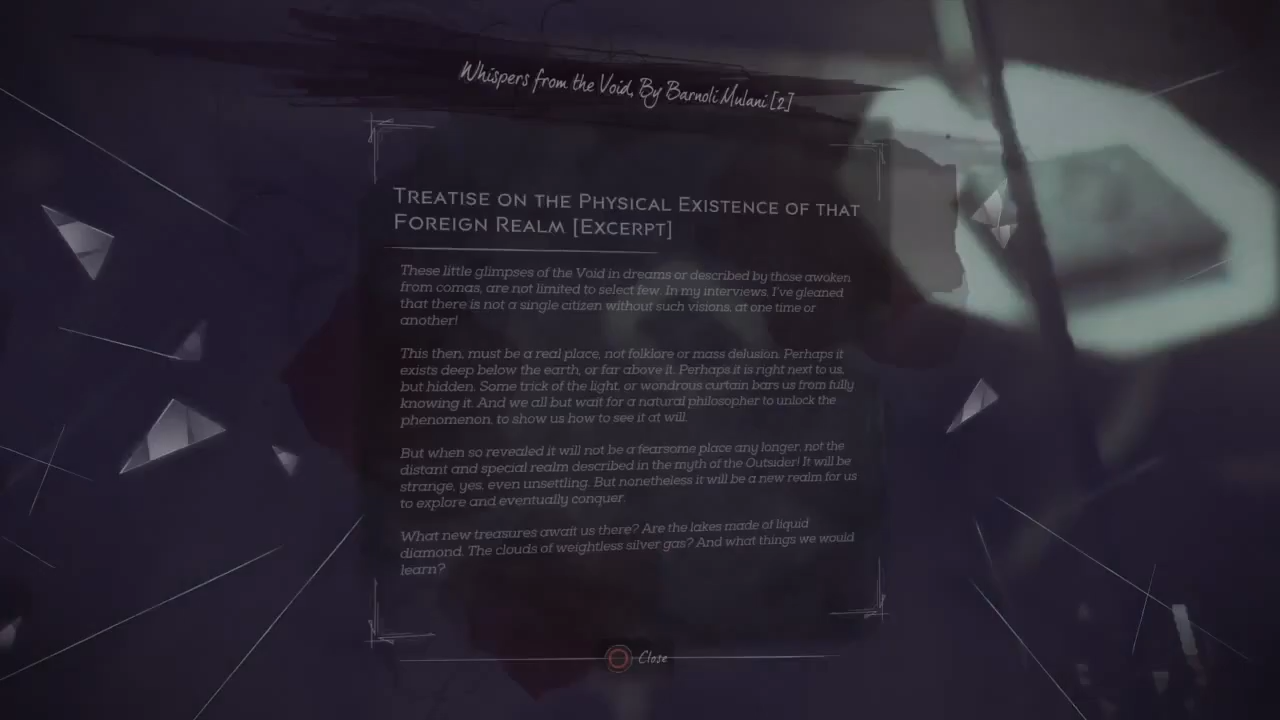 Whispers from the Void, By Barnoli Mulani [2]
Treatise on the Physical Existence of that
Foreign Realm [Excerpt]
These little glimpses of the Void in dreams or described by those awoken
from comas, are not limited to select few. In my interviews, I've gleaned
that there is not a single citizen without such visions, at one time or
another!
This then, must be a real place, not folklore or mass delusion. Perhaps it
exists deep below the earth, or far above it. Perhaps it is right next to us,
but hidden. Some trick of the light, or wondrous curtain bars us from fully
knowing it. And we all but wait for a natural philosopher to unlock the
phenomenon, to show us how to see it at will.
But when so revealed it will not be a fearsome place any longer, not the
distant and special realm described in the myth of the Outsider! It will be
strange, yes, even unsettling. But nonetheless it will be a new realm for us
to explore and eventually conquer.
What new treasures await us there? Are the lakes made of liquid
diamond. The clouds of weightless silver gas? And what things we would
learn?
Close